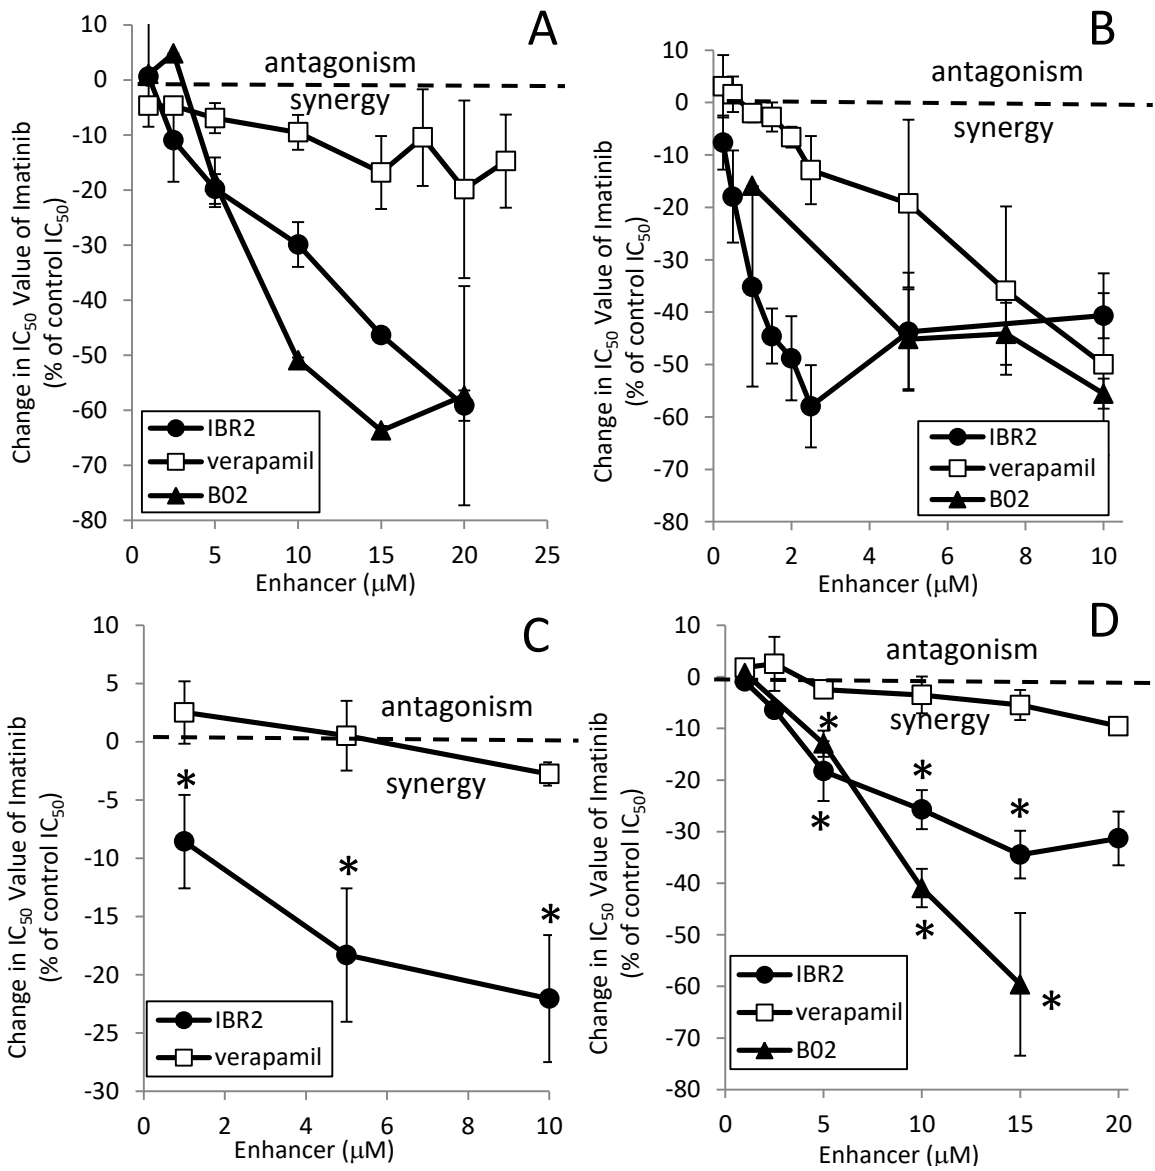 A
10
0
-10
-20
-30
-40
-50
-60
-70
-80
antagonism
synergy
Change in IC50 Value of Imatinib
(% of control IC50)
IBR2
verapamil
B02
0 5 10 15 20 25
Enhancer (μM)
B
10
0
-10
-20
-30
-40
-50
-60
-70
-80
antagonism
synergy
Change in IC50 Value of Imatinib
(% of control IC50)
IBR2
verapamil
B02
0 2 4 6 8 10
Enhancer (μM)
C
10
5
0
-5
-10
-15
-20
-25
-30
antagonism
synergy
*
*
*
Change in IC50 Value of Imatinib
(% of control IC50)
IBR2
verapamil
0 2 4 6 8 10
Enhancer (μM)
D
10
0
-10
-20
-30
-40
-50
-60
-70
-80
antagonism
synergy
*
*
*
*
*
*
Change in IC50 Value of Imatinib
(% of control IC50)
IBR2
verapamil
B02
0 5 10 15 20
Enhancer (μM)